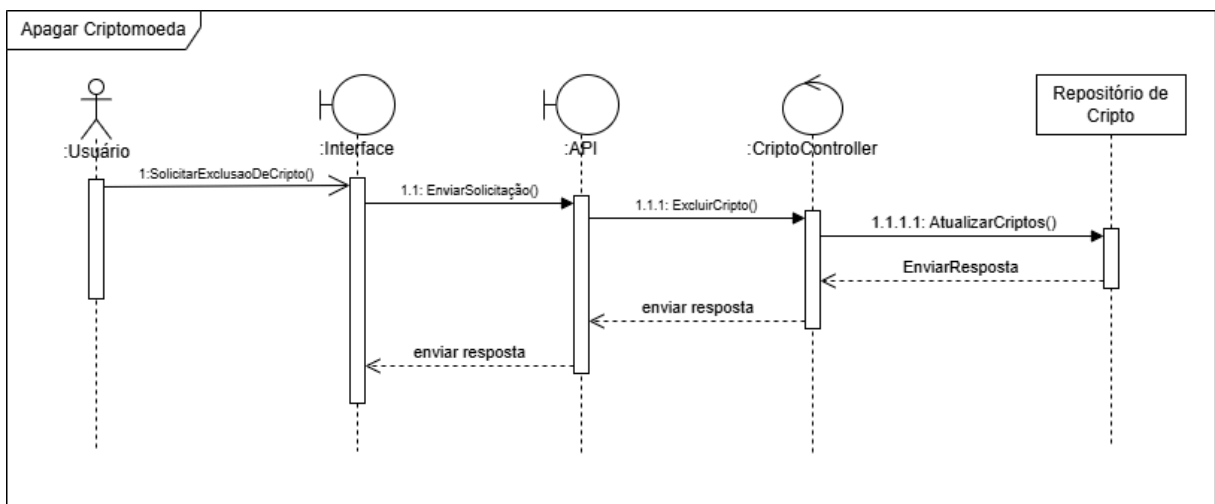 Apagar Criptomoeda
Repositório de
Cripto
:Usuário
:Interface
:API
:CriptoController
1:SolicitarExclusaoDeCripto()
1.1: EnviarSolicitação()
1.1.1: ExcluirCripto()
1.1.1.1: AtualizarCriptos()
EnviarResposta
enviar resposta
enviar resposta